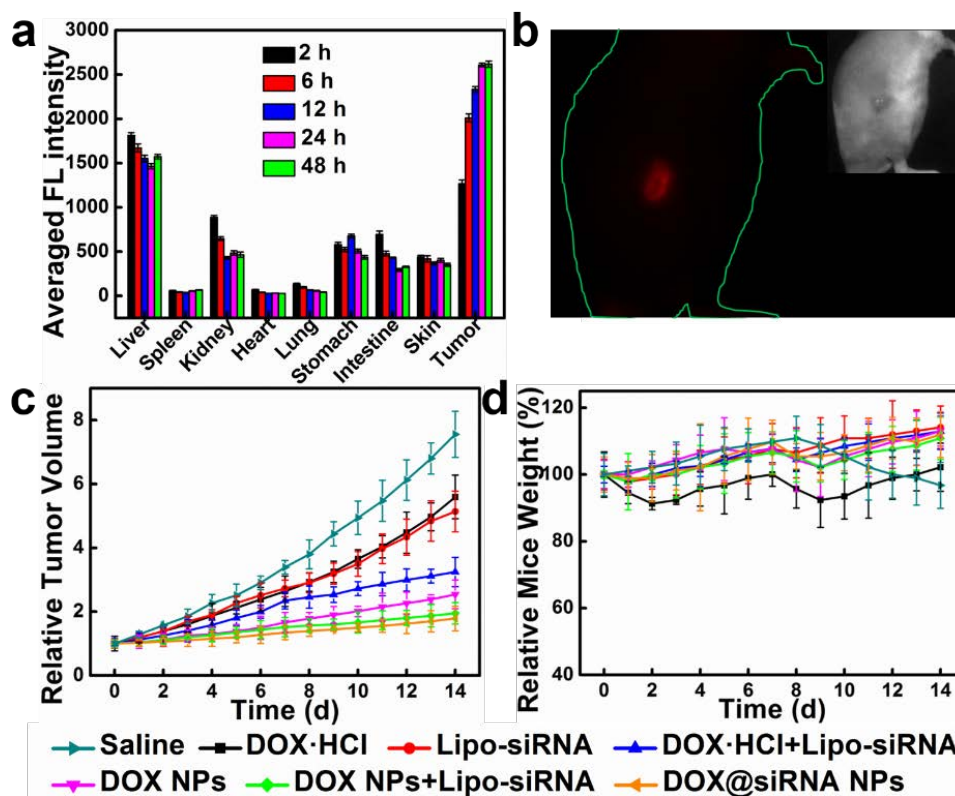 a
Averaged FL intensity
3000
2500
2000
1500
1000
500
0
2 h
6 h
12 h
24 h
48 h
Liver
Spleen
Kidney
Heart
Lung
Stomach
Intestine
Skin
Tumor
b
c
Relative Tumor Volume
8
6
4
2
0
0 2 4 6 8 10 12 14
Time (d)
d
Relative Mice Weight (%)
120
100
80
60
40
0 2 4 6 8 10 12 14
Time (d)
Saline DOX·HCl Lipo-siRNA DOX·HCl+Lipo-siRNA
DOX NPs DOX NPs+Lipo-siRNA DOX@siRNA NPs